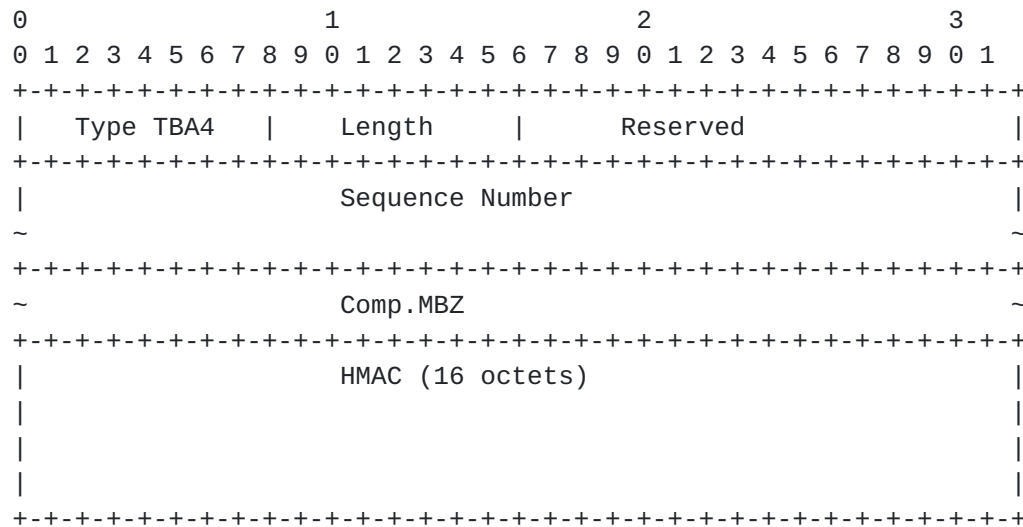 0                   1                   2                   3
0 1 2 3 4 5 6 7 8 9 0 1 2 3 4 5 6 7 8 9 0 1 2 3 4 5 6 7 8 9 0 1
+-+-+-+-+-+-+-+-+-+-+-+-+-+-+-+-+-+-+-+-+-+-+-+-+-+-+-+-+-+-+-+-+
|   Type TBA4   |    Length     |      Reserved                 |
+-+-+-+-+-+-+-+-+-+-+-+-+-+-+-+-+-+-+-+-+-+-+-+-+-+-+-+-+-+-+-+-+
|                    Sequence Number                            |
~                                                               ~
+-+-+-+-+-+-+-+-+-+-+-+-+-+-+-+-+-+-+-+-+-+-+-+-+-+-+-+-+-+-+-+-+
~                    Comp.MBZ                                   ~
+-+-+-+-+-+-+-+-+-+-+-+-+-+-+-+-+-+-+-+-+-+-+-+-+-+-+-+-+-+-+-+-+
|                    HMAC (16 octets)                           |
|                                                               |
|                                                               |
|                                                               |
+-+-+-+-+-+-+-+-+-+-+-+-+-+-+-+-+-+-+-+-+-+-+-+-+-+-+-+-+-+-+-+-+